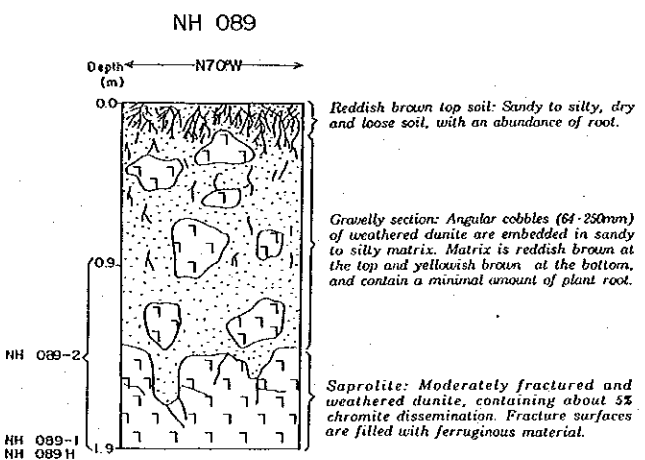 NH 089
Depth N70°W
(m)
0.0
Reddish brown top soil: Sandy to silty, dry
and loose soil, with an abundance of root.
Gravelly section: Angular cobbles (64-250mm)
of weathered dunite are embedded in sandy
to silty matrix. Matrix is reddish brown at
the top and yellowish brown at the bottom,
and contain a minimal amount of plant root.
0.9
NH 089-2
Saprolite: Moderately fractured and
weathered dunite, containing about 5%
chromite dissemination. Fracture surfaces
are filled with ferruginous material.
NH 089-1
NH 089H
1.9